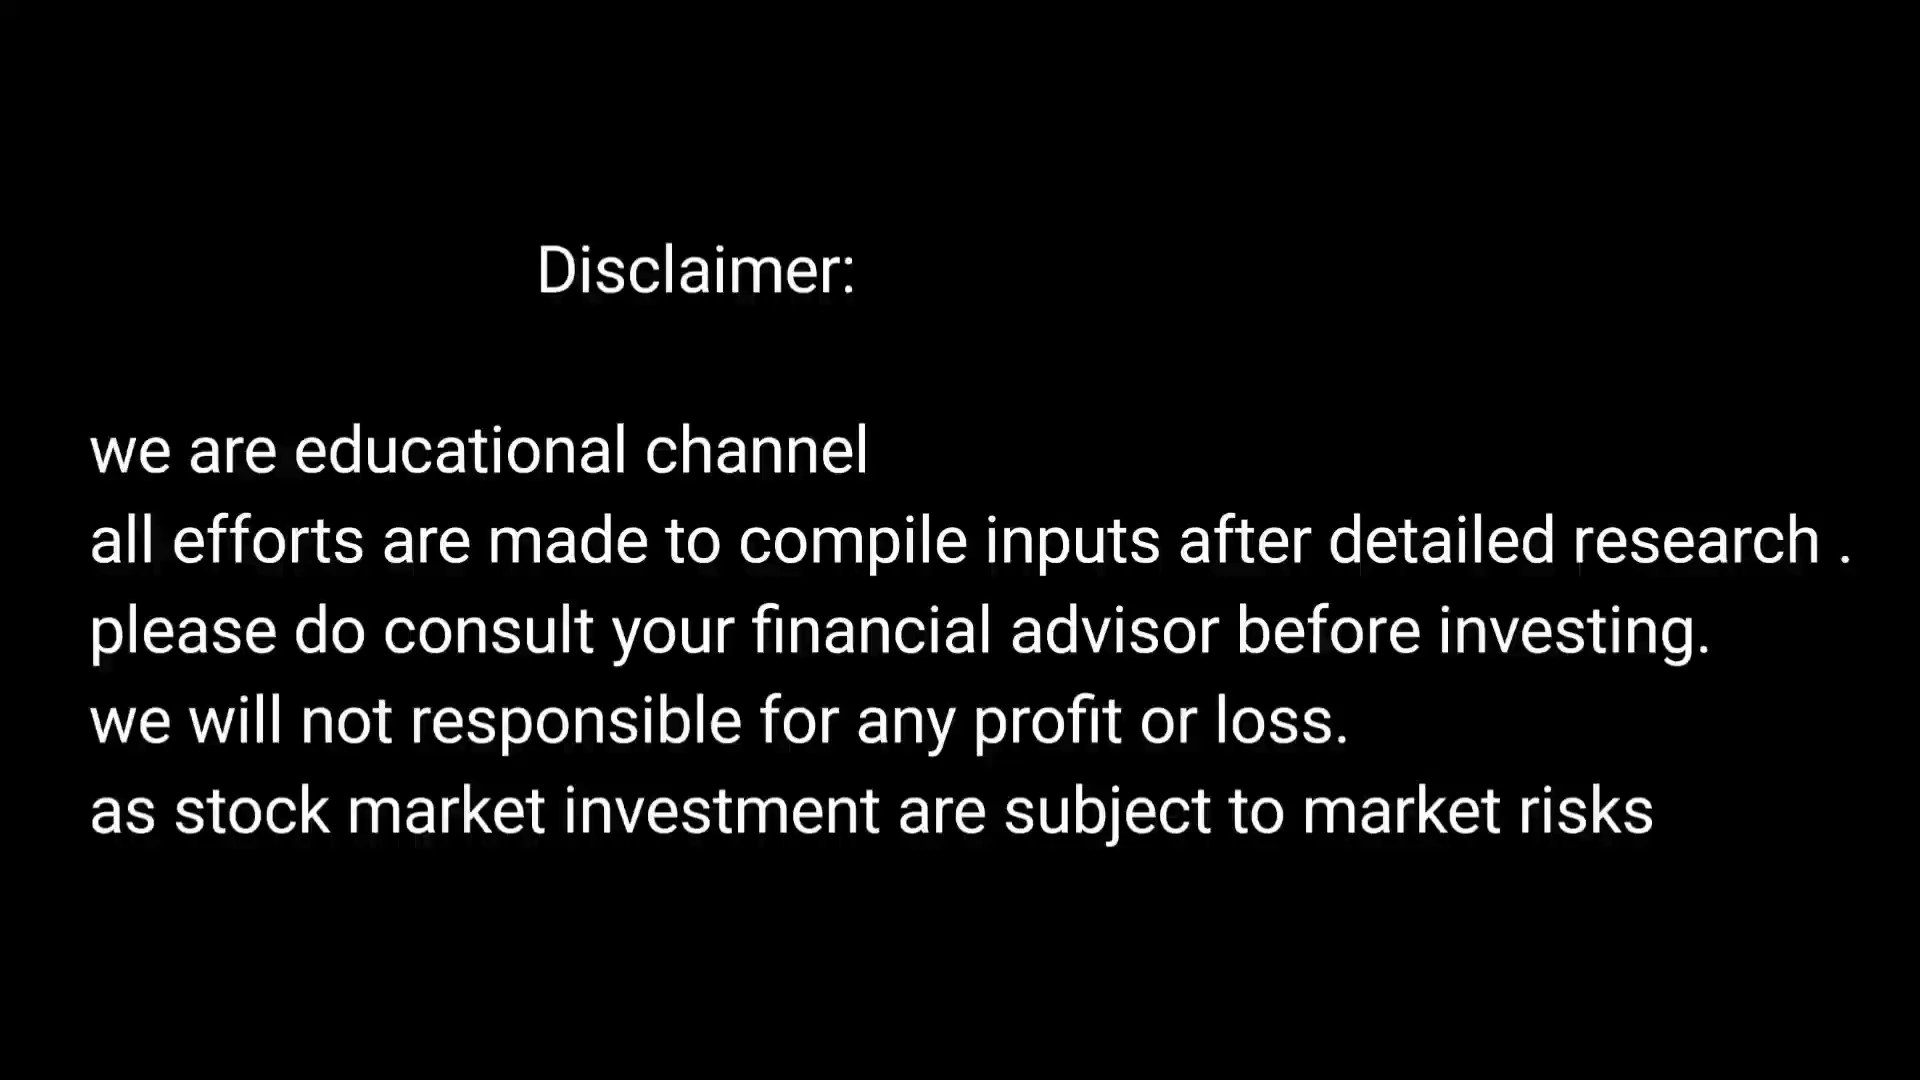 Disclaimer:
we are educational channel
all efforts are made to compile inputs after detailed research .
please do consult your financial advisor before investing.
we will not responsible for any profit or loss.
as stock market investment are subject to market risks